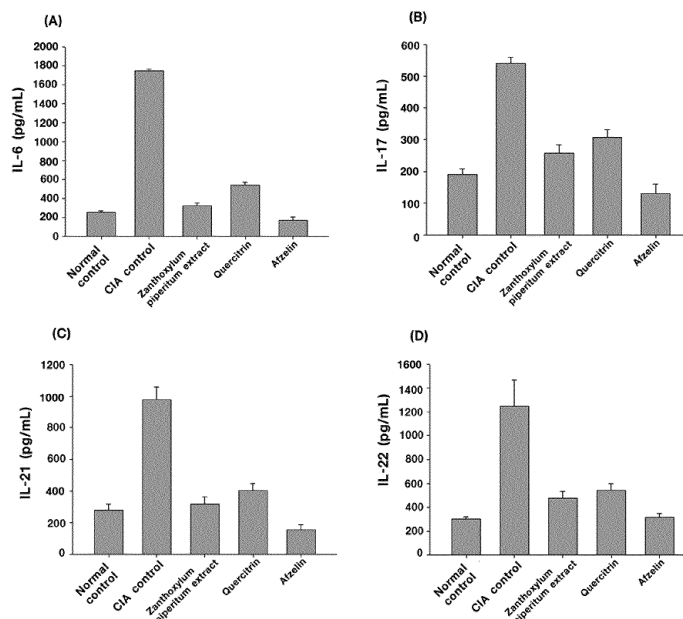 (A)
IL-6 (pg/mL)
2000
1800
1600
1400
1200
1000
800
600
400
200
0
Normal
control
CIA control
Zanthoxylum
piperitum extract
Quercitrin
Afzelin
(B)
IL-17 (pg/mL)
600
500
400
300
200
100
0
Normal
control
CIA control
Zanthoxylum
piperitum extract
Quercitrin
Afzelin
(C)
IL-21 (pg/mL)
1200
1000
800
600
400
200
0
Normal
control
CIA control
Zanthoxylum
piperitum extract
Quercitrin
Afzelin
(D)
IL-22 (pg/mL)
1600
1400
1200
1000
800
600
400
200
0
Normal
control
CIA control
Zanthoxylum
piperitum extract
Quercitrin
Afzelin